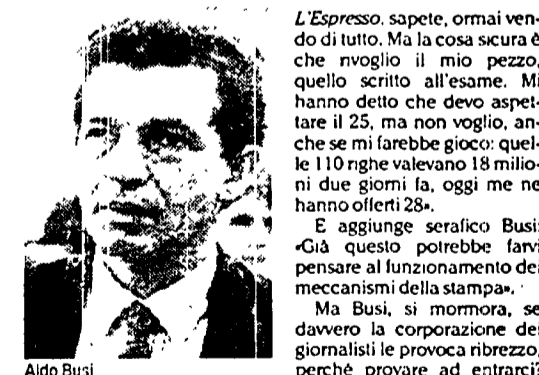 L'Espresso, sapete, ormai ven-
do di tutto. Ma la cosa sicura è
che rivoglio il mio pezzo,
quello scritto all'esame. Mi
hanno detto che devo aspet-
tare il 25, ma non voglio, an-
che se mi farebbe gioco: quel-
le 110 righe valevano 18 milio-
ni due giorni fa, oggi me ne
hanno offerti 28».
E aggiunge serafico Busi:
«Già questo potrebbe farvi
pensare al funzionamento dei
meccanismi della stampa».
Ma Busi, si mormora, se
davvero la corporazione dei
giornalisti le provoca ribrezzo,
perché provare ad entrarci?
Aldo Busi